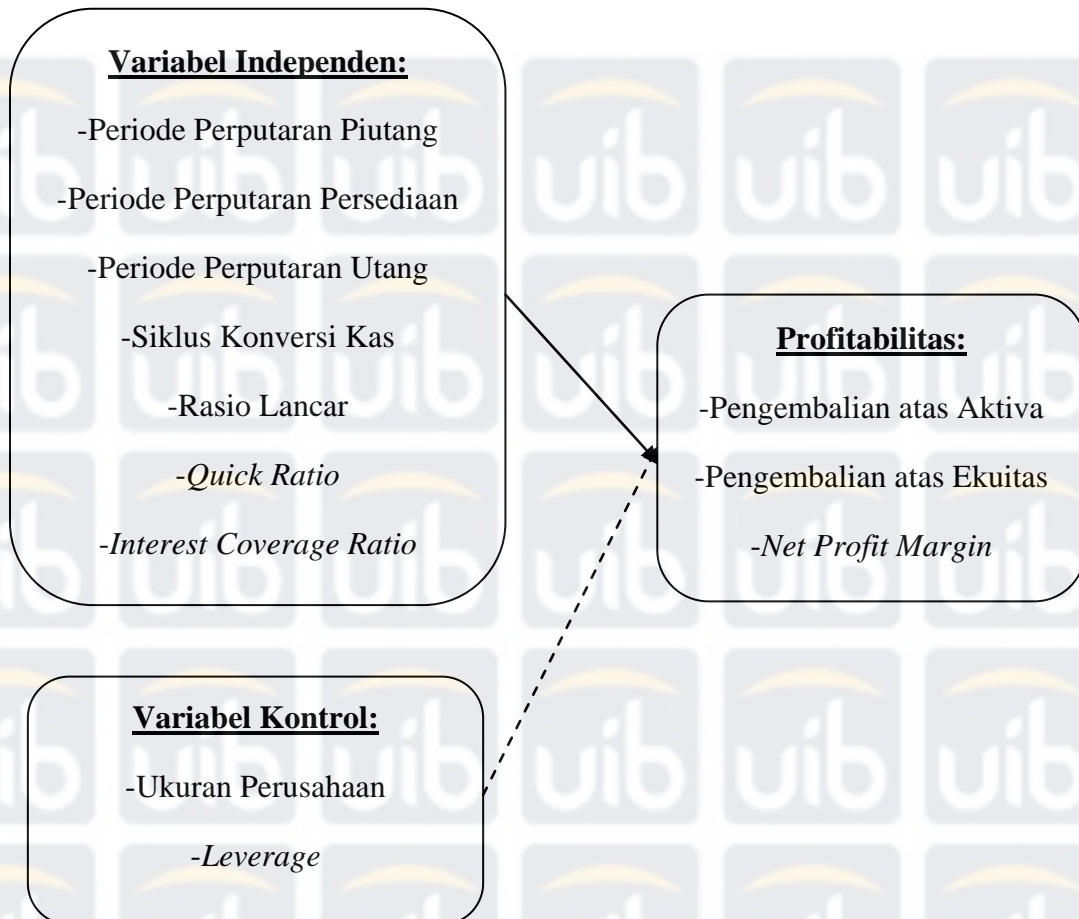 Variabel Independen:
-Periode Perputaran Piutang
-Periode Perputaran Persediaan
-Periode Perputaran Utang
-Siklus Konversi Kas
-Rasio Lancar
-Quick Ratio
-Interest Coverage Ratio
Profitabilitas:
-Pengembalian atas Aktiva
-Pengembalian atas Ekuitas
-Net Profit Margin
Variabel Kontrol:
-Ukuran Perusahaan
-Leverage
uib